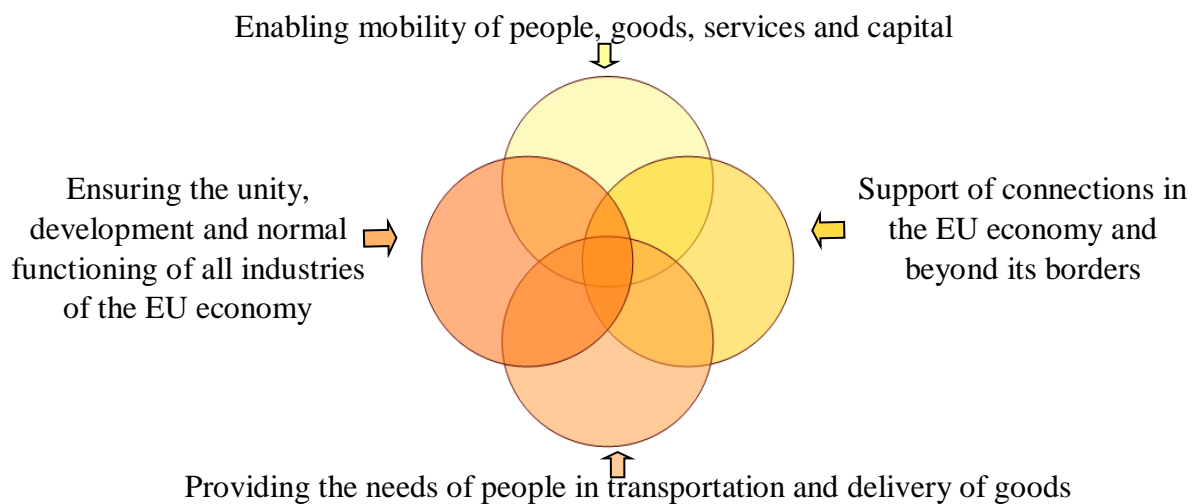 Enabling mobility of people, goods, services and capital
Ensuring the unity,
development and normal
functioning of all industries
of the EU economy
Support of connections in
the EU economy and
beyond its borders
Providing the needs of people in transportation and delivery of goods